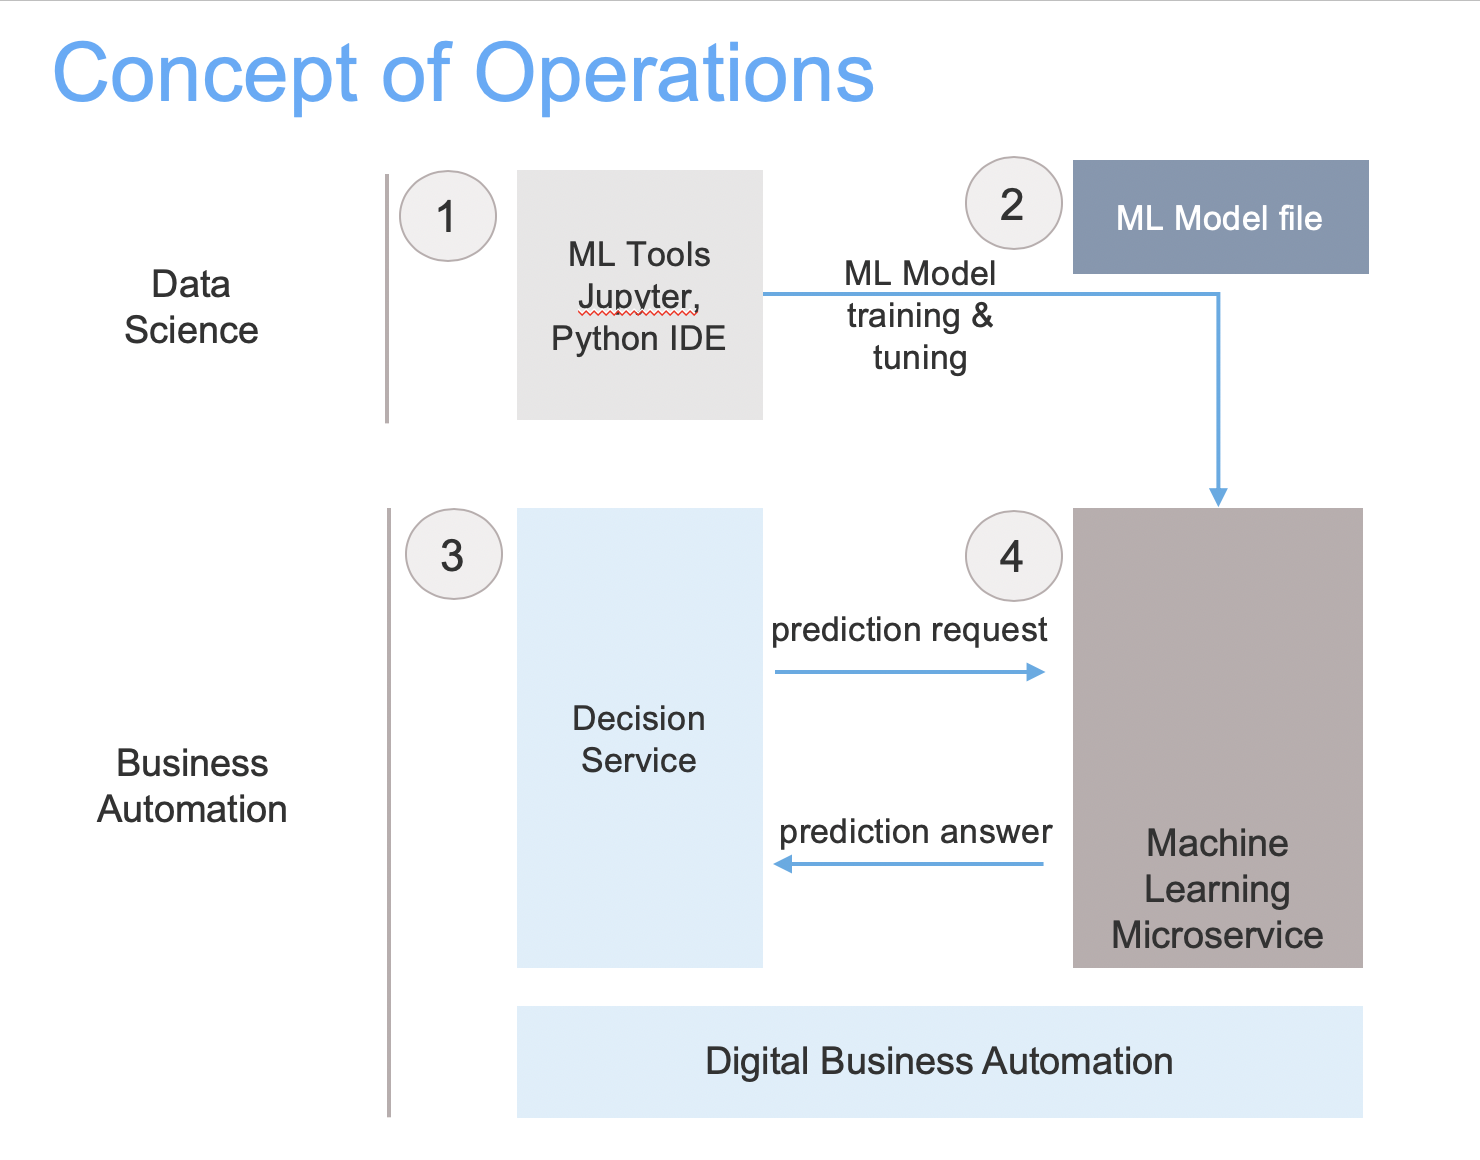 Concept of Operations
Data
Science
1
ML Tools
Jupyter,
Python IDE
ML Model
training &
tuning
2
ML Model file
Business
Automation
3
Decision
Service
prediction request
prediction answer
4
Machine
Learning
Microservice
Digital Business Automation